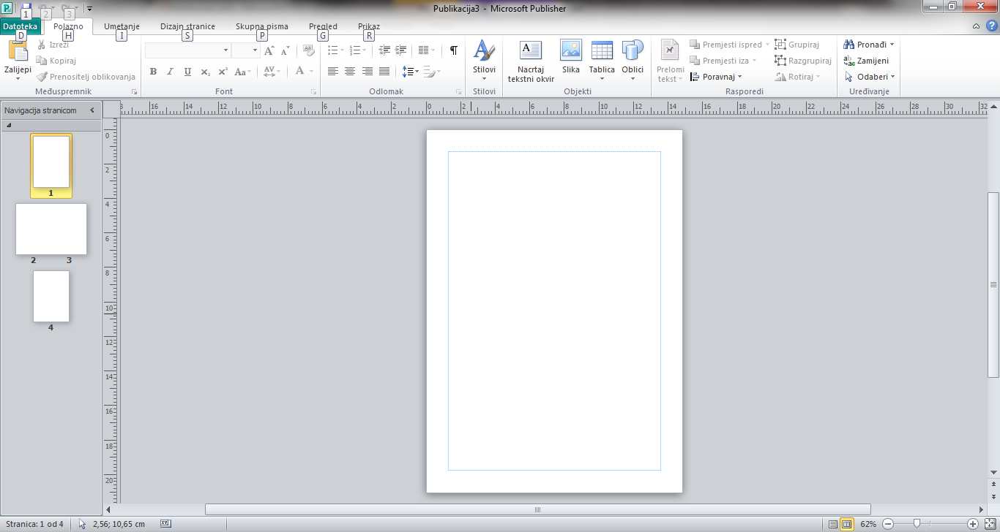 Publikacija3 - Microsoft Publisher
1 2 3
Datoteka Polazno Umetanje Dizajn stranice Skupna pisma Pregled Prikaz
D H I S P G R
Zalijepi
Izreži
Kopiraj
Prenositelj oblikovanja
Međuspremnik
B I U x₂ x² Aa AV A
Font
Odlomak
Stilovi
Stilovi
Nacrtaj
tekstni okvir
Slika
Tablica
Oblici
Objekti
Prelomi
tekst
Premjesti ispred
Premjesti iza
Poravnaj
Grupiraj
Razgrupiraj
Rotiraj
Rasporedi
Pronađi
Zamijeni
Odaberi
Uređivanje
Navigacija stranicom
16 14 12 10 8 6 4 2 0 2 4 6 8 10 12 14 16 18 20 22 24 26 28 30 32
0
2
4
6
8
10
12
14
16
18
20
1
2 3
4
Stranica: 1 od 4 2,56; 10,65 cm 62%